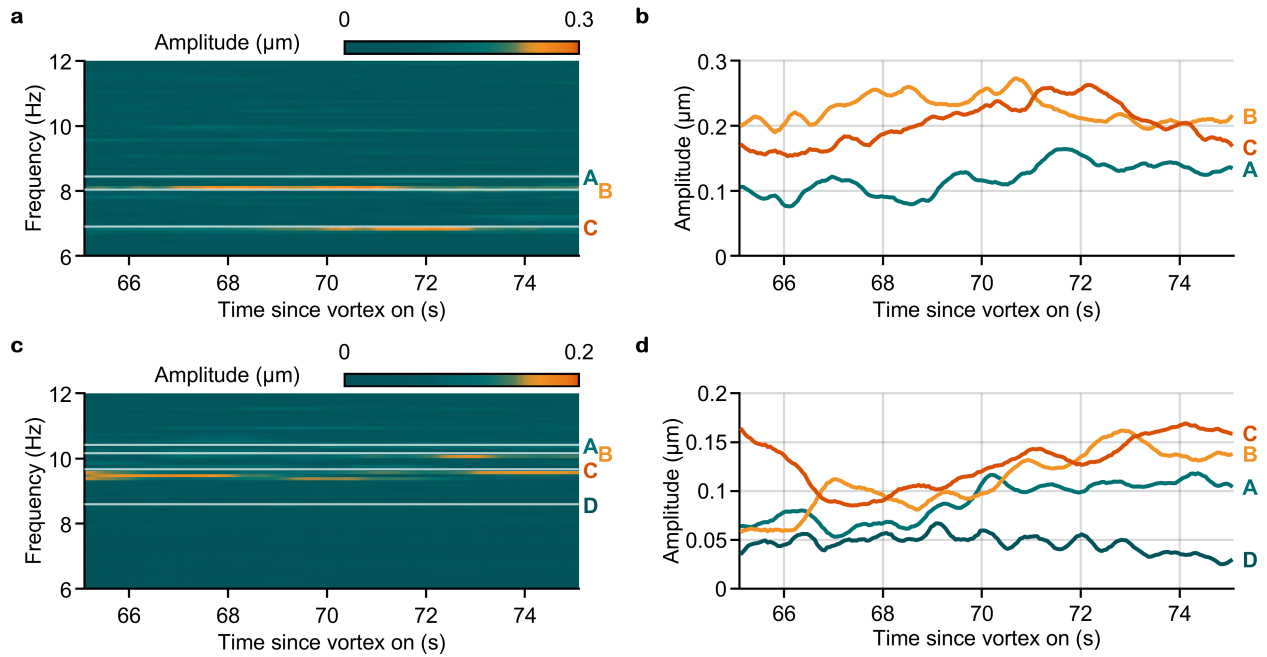 a
0 0.3
Amplitude (µm)
12
10
8
6
Frequency (Hz)
A
B
C
66 68 70 72 74
Time since vortex on (s)
b
0.3
0.2
0.1
0
Amplitude (µm)
B
C
A
66 68 70 72 74
Time since vortex on (s)
c
0 0.2
Amplitude (µm)
12
10
8
6
Frequency (Hz)
A
B
C
D
66 68 70 72 74
Time since vortex on (s)
d
0.2
0.15
0.1
0.05
0
Amplitude (µm)
C
B
A
D
66 68 70 72 74
Time since vortex on (s)